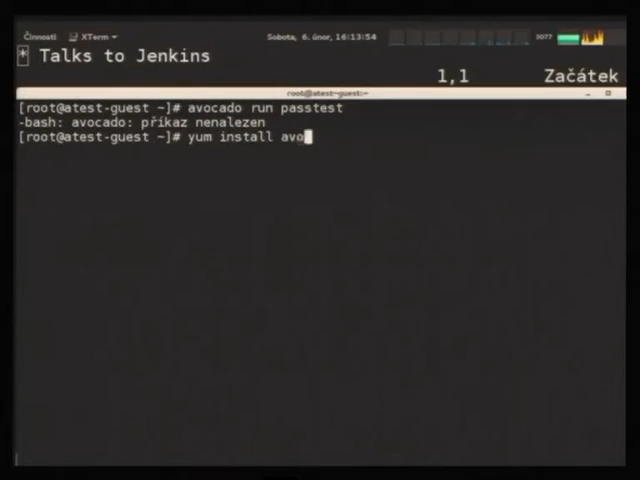 Činnosti XTerm Sobota, 6. únor, 16:13:54 30??
* Talks to Jenkins
1,1 Začátek
root@atest-guest:~
[root@atest-guest ~]# avocado run passtest
-bash: avocado: příkaz nenalezen
[root@atest-guest ~]# yum install avo